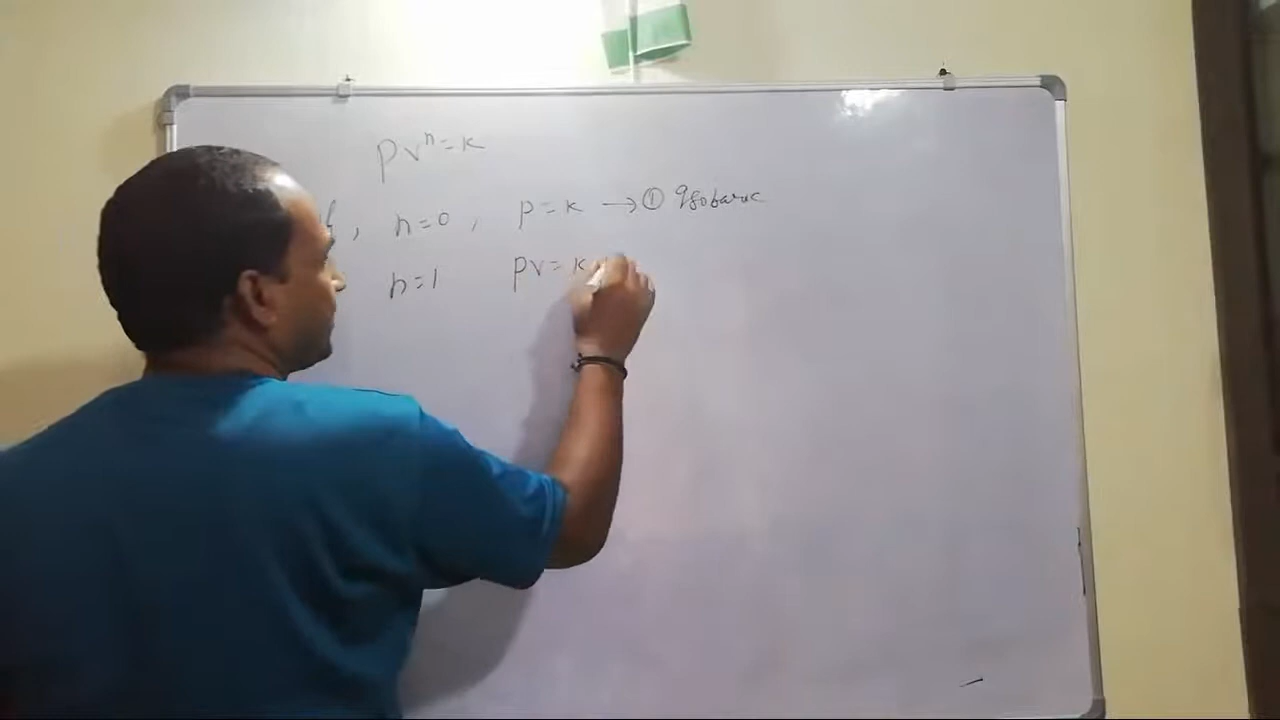 PVⁿ=K
, n=0, P=K → ① Isobaric
n=1 PV=K